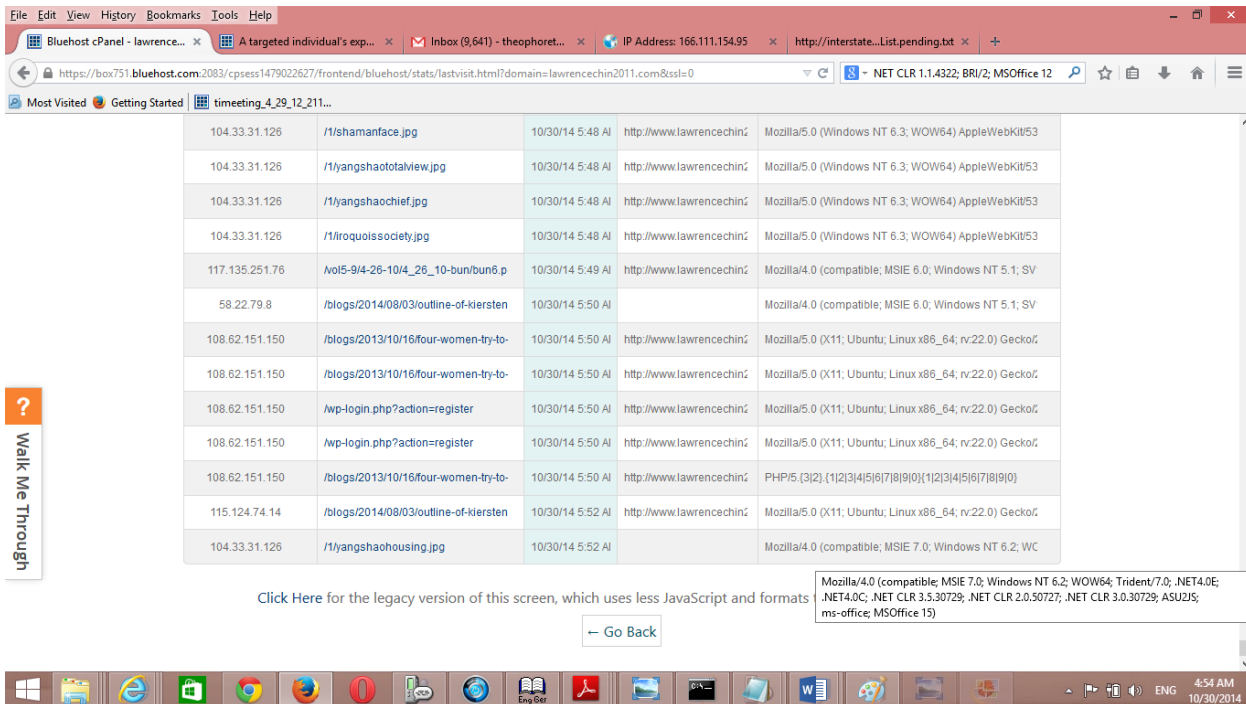 File Edit View History Bookmarks Tools Help
Bluehost cPanel - lawrence... × A targeted individual's exp... × Inbox (9,641) - theophoret... × IP Address: 166.111.154.95 × http://interstate...List.pending.txt × +
https://box751.bluehost.com:2083/cpsess1479022627/frontend/bluehost/stats/lastvisit.html?domain=lawrencechin2011.com&ssl=0 NET CLR 1.1.4322; BRI/2; MSOffice 12
Most Visited Getting Started timeeting_4_29_12_211...
104.33.31.126 /1/shamanface.jpg 10/30/14 5:48 Al http://www.lawrencechin2 Mozilla/5.0 (Windows NT 6.3; WOW64) AppleWebKit/53
104.33.31.126 /1/yangshaototalview.jpg 10/30/14 5:48 Al http://www.lawrencechin2 Mozilla/5.0 (Windows NT 6.3; WOW64) AppleWebKit/53
104.33.31.126 /1/yangshaochief.jpg 10/30/14 5:48 Al http://www.lawrencechin2 Mozilla/5.0 (Windows NT 6.3; WOW64) AppleWebKit/53
104.33.31.126 /1/iroquoissociety.jpg 10/30/14 5:48 Al http://www.lawrencechin2 Mozilla/5.0 (Windows NT 6.3; WOW64) AppleWebKit/53
117.135.251.76 /vol5-9/4-26-10/4_26_10-bun/bun6.p 10/30/14 5:49 Al http://www.lawrencechin2 Mozilla/4.0 (compatible; MSIE 6.0; Windows NT 5.1; SV
58.22.79.8 /blogs/2014/08/03/outline-of-kiersten 10/30/14 5:50 Al Mozilla/4.0 (compatible; MSIE 6.0; Windows NT 5.1; SV
108.62.151.150 /blogs/2013/10/16/four-women-try-to- 10/30/14 5:50 Al http://www.lawrencechin2 Mozilla/5.0 (X11; Ubuntu; Linux x86_64; rv:22.0) Gecko/2
108.62.151.150 /blogs/2013/10/16/four-women-try-to- 10/30/14 5:50 Al http://www.lawrencechin2 Mozilla/5.0 (X11; Ubuntu; Linux x86_64; rv:22.0) Gecko/2
108.62.151.150 /wp-login.php?action=register 10/30/14 5:50 Al http://www.lawrencechin2 Mozilla/5.0 (X11; Ubuntu; Linux x86_64; rv:22.0) Gecko/2
108.62.151.150 /wp-login.php?action=register 10/30/14 5:50 Al http://www.lawrencechin2 Mozilla/5.0 (X11; Ubuntu; Linux x86_64; rv:22.0) Gecko/2
108.62.151.150 /blogs/2013/10/16/four-women-try-to- 10/30/14 5:50 Al http://www.lawrencechin2 PHP/5.{3|2}.{1|2|3|4|5|6|7|8|9|0}{1|2|3|4|5|6|7|8|9|0}
115.124.74.14 /blogs/2014/08/03/outline-of-kiersten 10/30/14 5:52 Al http://www.lawrencechin2 Mozilla/5.0 (X11; Ubuntu; Linux x86_64; rv:22.0) Gecko/2
104.33.31.126 /1/yangshaohousing.jpg 10/30/14 5:52 Al Mozilla/4.0 (compatible; MSIE 7.0; Windows NT 6.2; WC
? Walk Me Through
Click Here for the legacy version of this screen, which uses less JavaScript and formats
Mozilla/4.0 (compatible; MSIE 7.0; Windows NT 6.2; WOW64; Trident/7.0; .NET4.0E;
.NET4.0C; .NET CLR 3.5.30729; .NET CLR 2.0.50727; .NET CLR 3.0.30729; ASU2JS;
ms-office; MSOffice 15)
← Go Back
Eng Ger
ENG 4:54 AM
10/30/2014